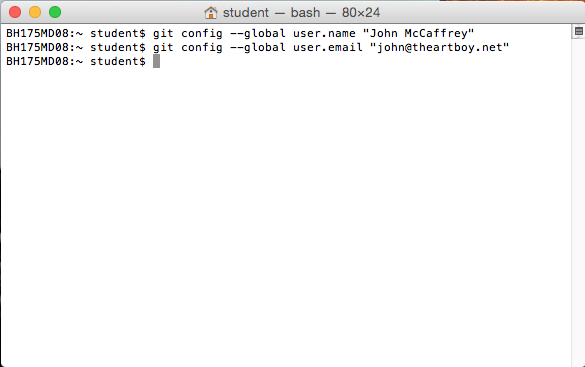 student — bash — 80×24
BH175MD08:~ student$ git config --global user.name "John McCaffrey"
BH175MD08:~ student$ git config --global user.email "john@theartboy.net"
BH175MD08:~ student$